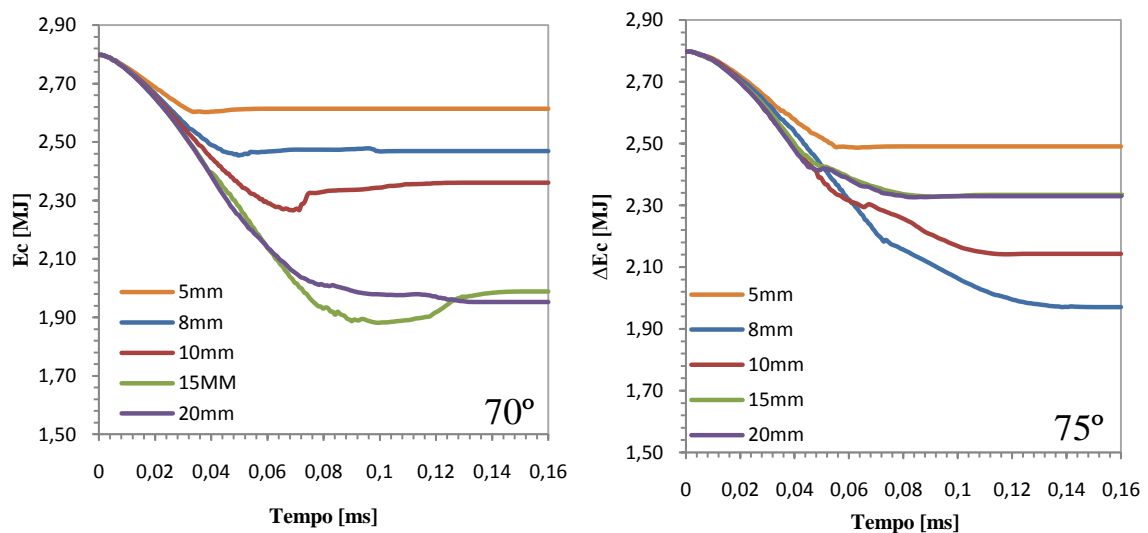 2,90
2,70
2,50
2,30
2,10
1,90
1,70
1,50
Ec [MJ]
5mm
8mm
10mm
15MM
20mm
70º
0 0,02 0,04 0,06 0,08 0,1 0,12 0,14 0,16
Tempo [ms]
2,90
2,70
2,50
2,30
2,10
1,90
1,70
1,50
ΔEc [MJ]
5mm
8mm
10mm
15mm
20mm
75º
0 0,02 0,04 0,06 0,08 0,1 0,12 0,14 0,16
Tempo [ms]